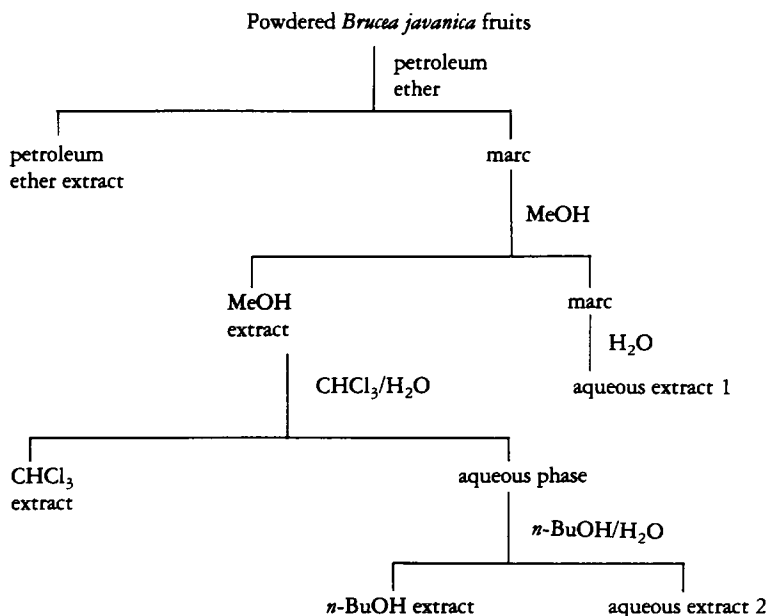 Powdered Brucea javanica fruits
petroleum
ether
petroleum
ether extract
marc
MeOH
MeOH
extract
marc
H₂O
aqueous extract 1
CHCl₃/H₂O
CHCl₃
extract
aqueous phase
n-BuOH/H₂O
n-BuOH extract
aqueous extract 2